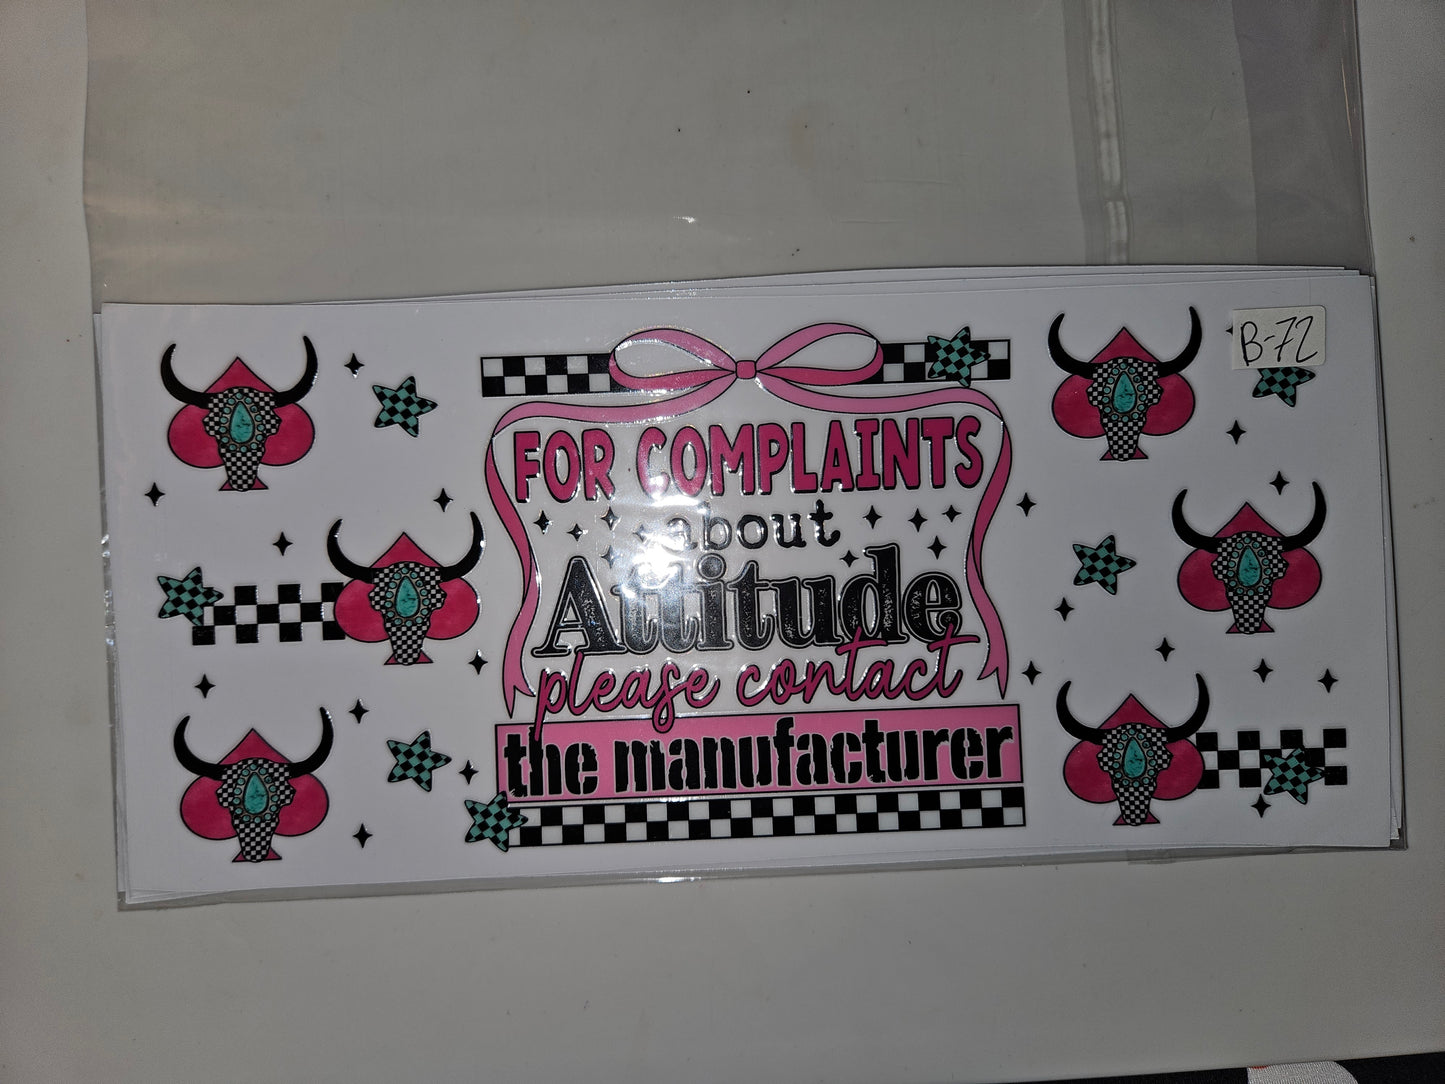 B-72
FOR COMPLAINTS
about
Attitude
please contact
the manufacturer